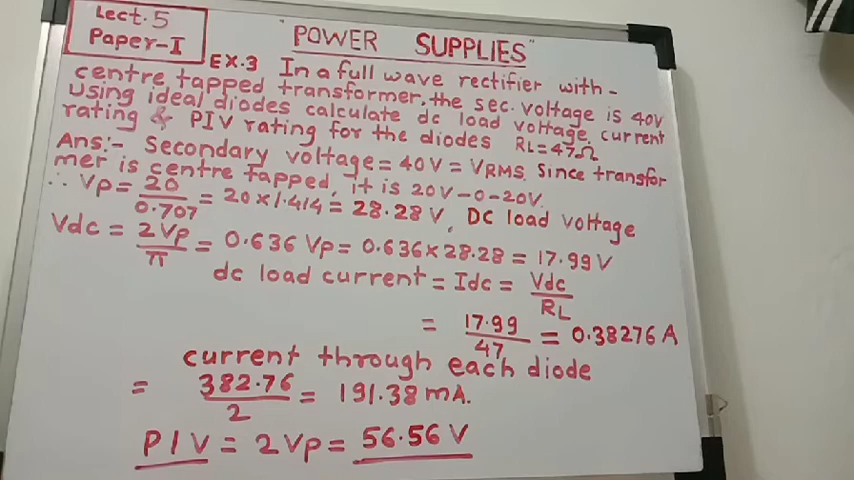 Lect.5
Paper-I
"POWER SUPPLIES"
EX.3 In a full wave rectifier with-
centre tapped transformer, the sec. voltage is 40V
Using ideal diodes calculate dc load voltage, current
rating & PIV rating for the diodes RL=47Ω
Ans:- Secondary voltage = 40V = VRMS. Since transfor
mer is centre tapped, it is 20V-0-20V.
∴ Vp = 20/0.707 = 20×1.414 = 28.28 V, DC load voltage
Vdc = 2Vp/π = 0.636 Vp = 0.636×28.28 = 17.99 V
dc load current = Idc = Vdc/RL
= 17.99/47 = 0.38276 A
current through each diode
= 382.76/2 = 191.38 mA.
PIV = 2Vp = 56.56 V